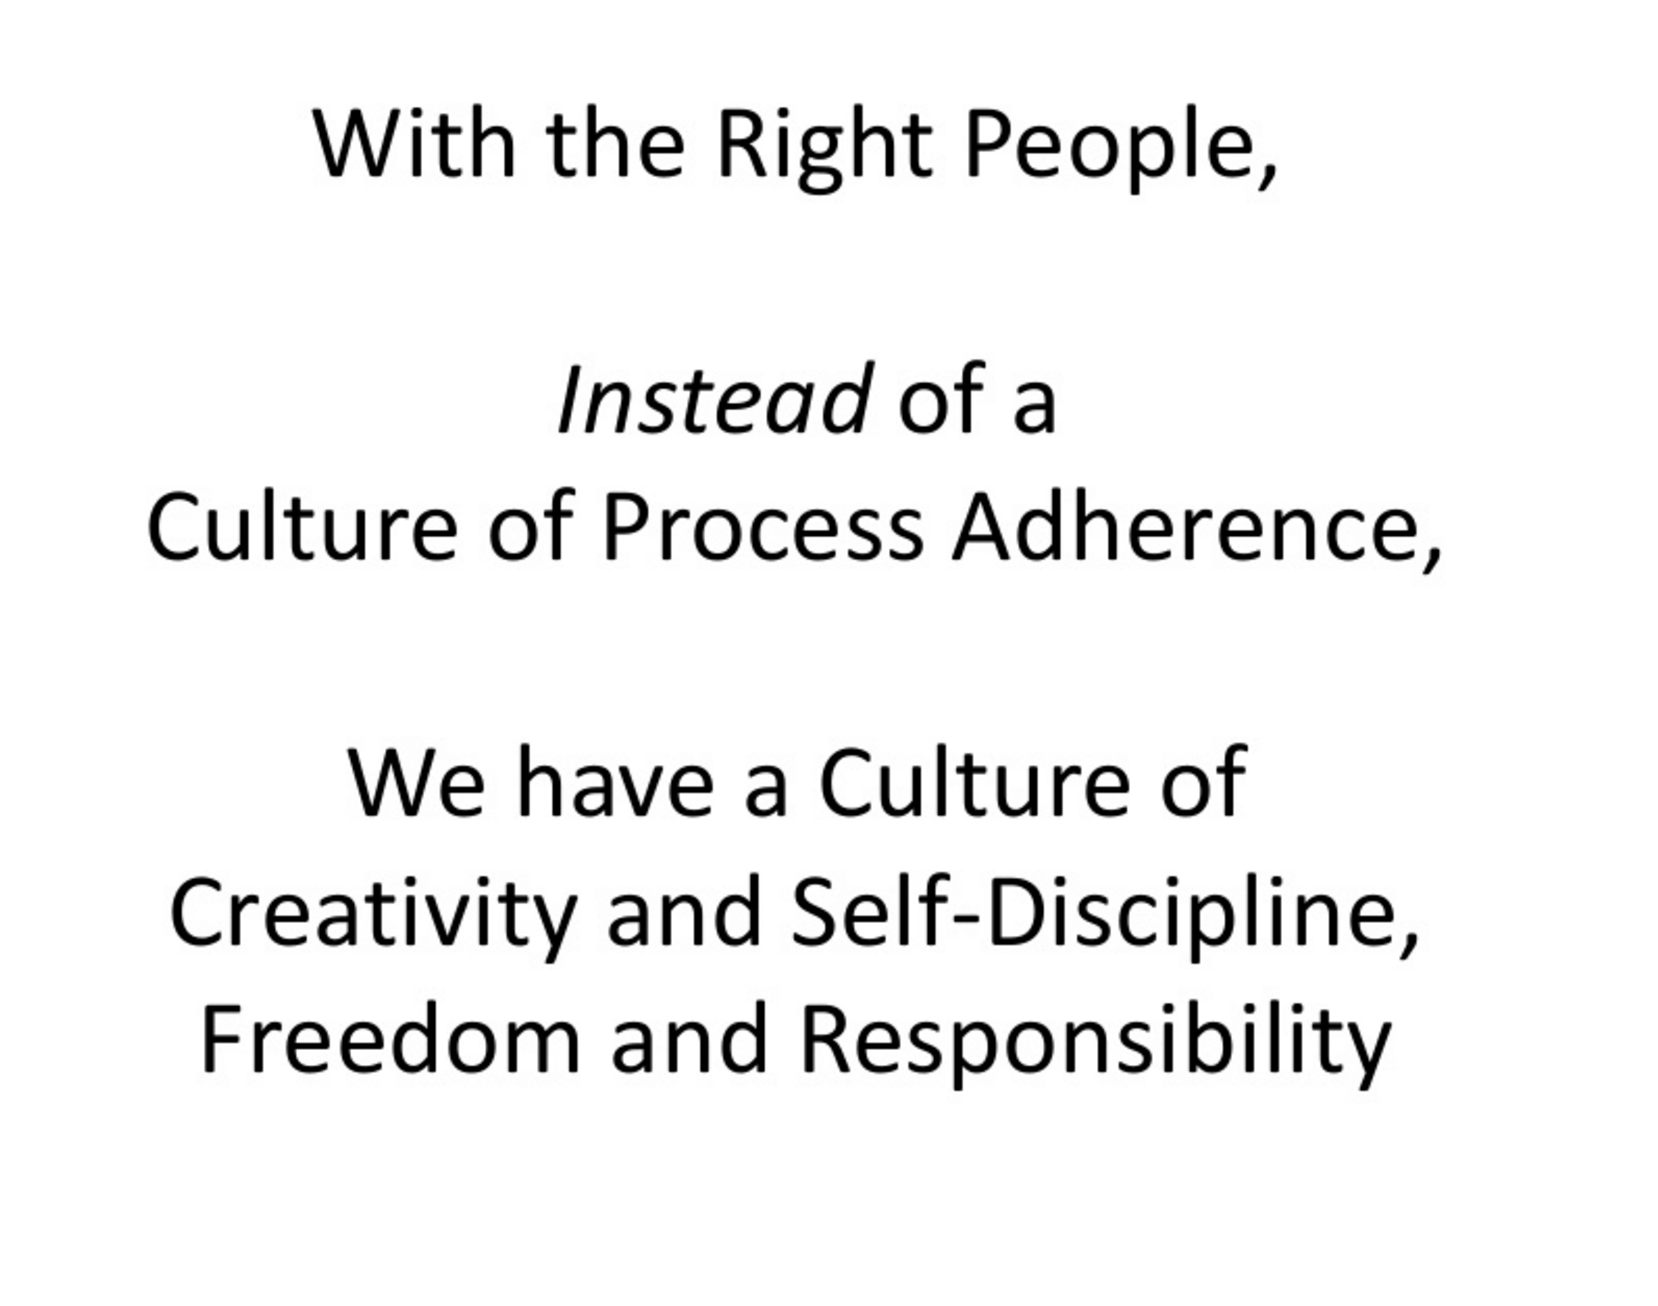 With the Right People,
Instead of a
Culture of Process Adherence,
We have a Culture of
Creativity and Self-Discipline,
Freedom and Responsibility